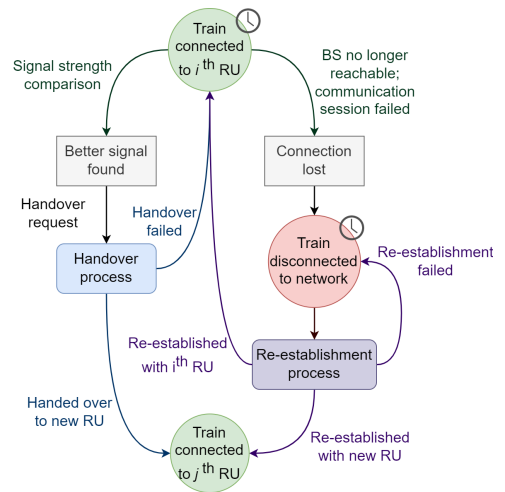 Train
connected
to i th RU
Signal strength
comparison
BS no longer
reachable;
communication
session failed
Better signal
found
Connection
lost
Handover
request
Handover
failed
Train
disconnected
to network
Re-establishment
failed
Handover
process
Re-established
with ith RU
Re-establishment
process
Handed over
to new RU
Train
connected
to j th RU
Re-established
with new RU